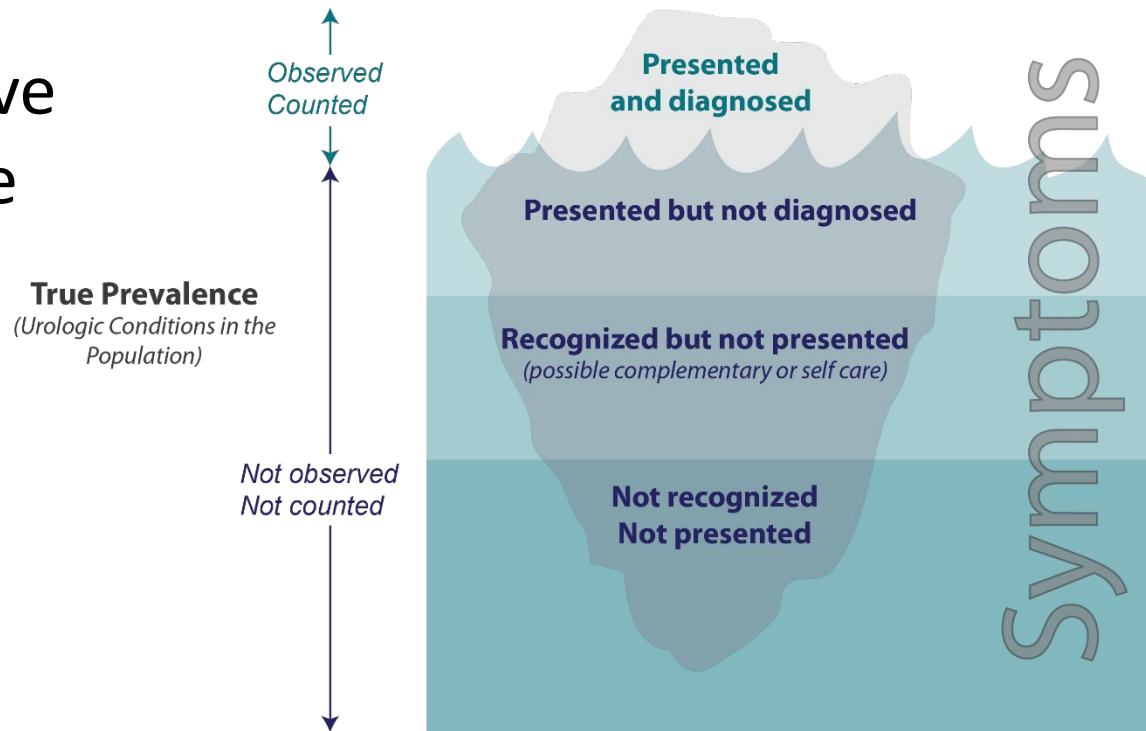 ve
e
Observed
Counted
Presented
and diagnosed
Presented but not diagnosed
True Prevalence
(Urologic Conditions in the
Population)
Recognized but not presented
(possible complementary or self care)
Not observed
Not counted
Not recognized
Not presented
Symptoms